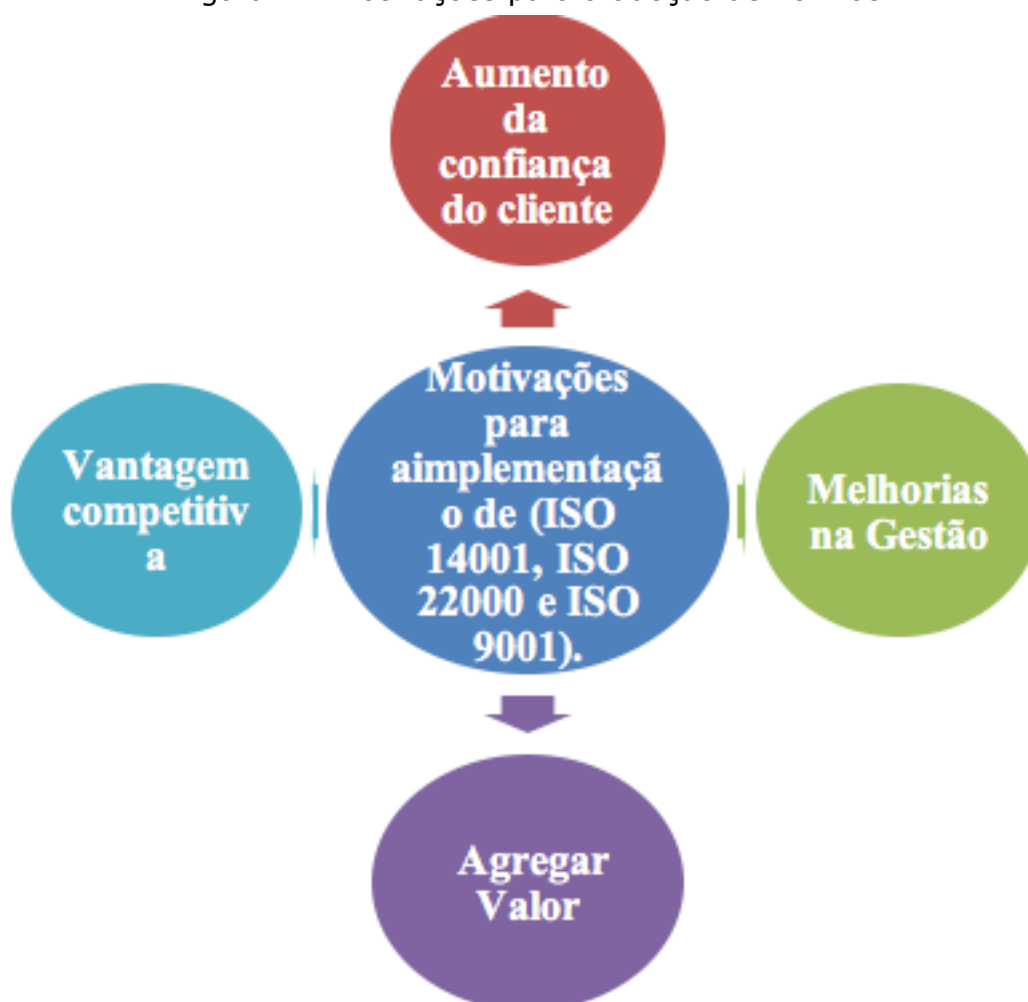 Aumento
da
confiança
do cliente
Motivações
para
aimplementaçã
o de (ISO
14001, ISO
22000 e ISO
9001).
Vantagem
competitiv
a
Melhorias
na Gestão
Agregar
Valor